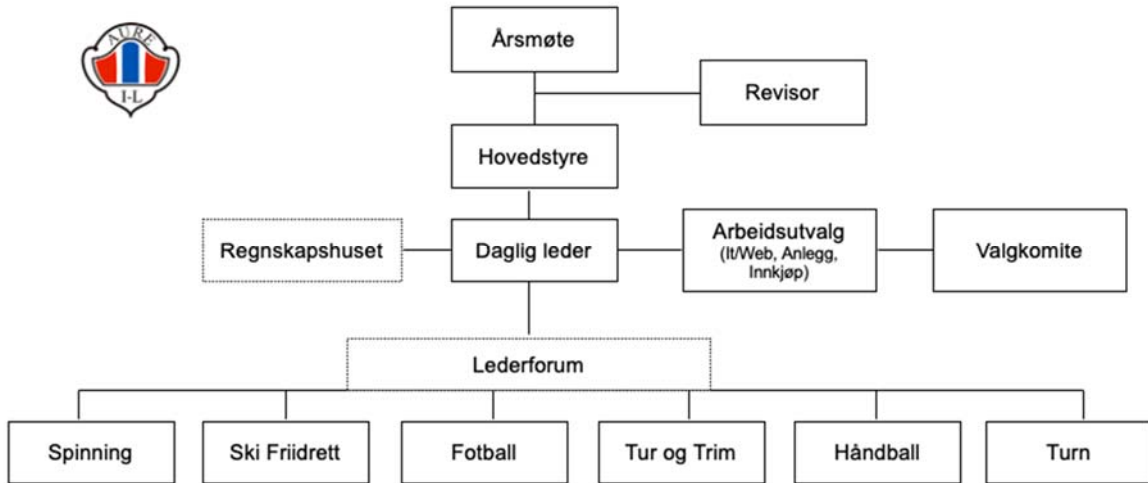 AURE
I-L
Årsmøte
Revisor
Hovedstyre
Regnskapshuset
Daglig leder
Arbeidsutvalg
(It/Web, Anlegg,
Innkjøp)
Valgkomite
Lederforum
Spinning
Ski Friidrett
Fotball
Tur og Trim
Håndball
Turn